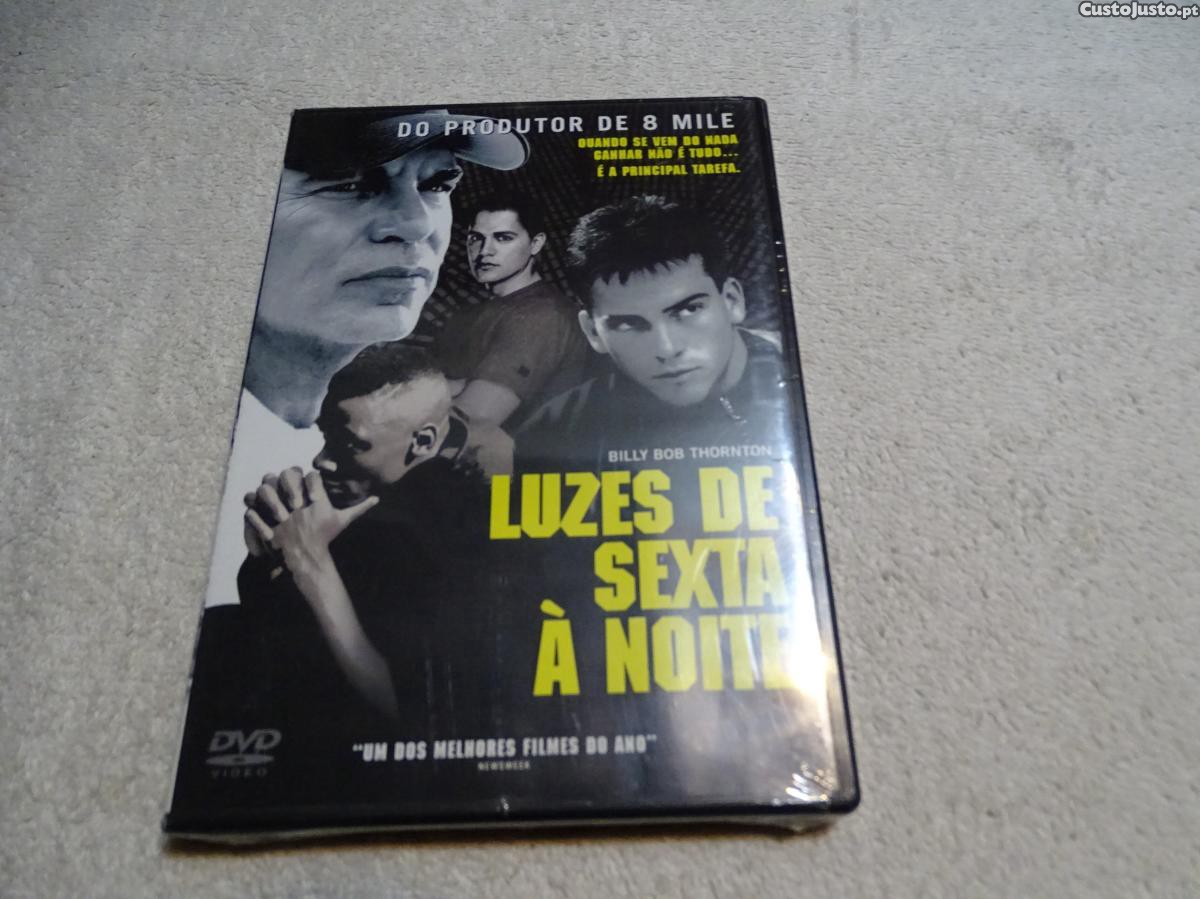 CustoJusto.pt
DO PRODUTOR DE 8 MILE
QUANDO SE VEM DO NADA
GANHAR NÃO É TUDO...
É A PRINCIPAL TAREFA.
BILLY BOB THORNTON
LUZES DE
SEXTA
À NOITE
DVD
VIDEO
"UM DOS MELHORES FILMES DO ANO"
NEWSWEEK